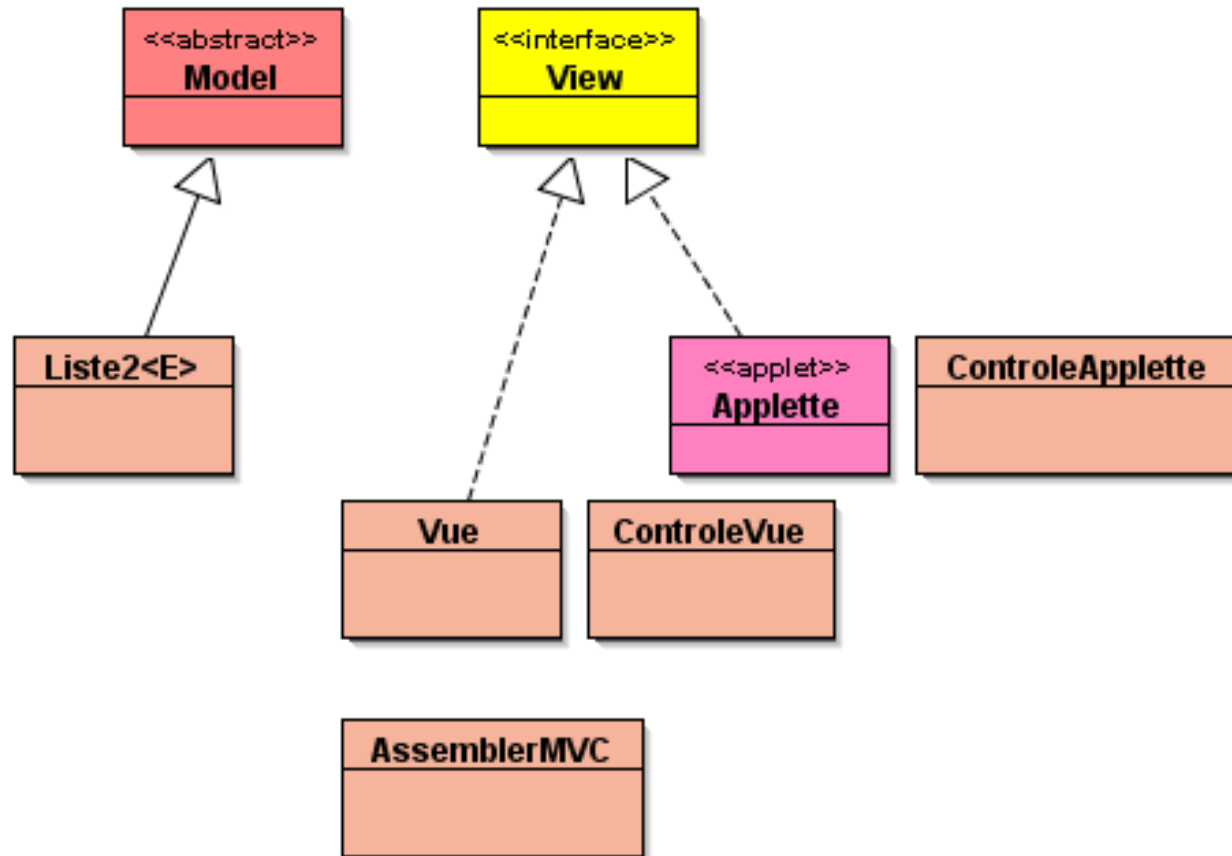 <<abstract>>
Model
<<interface>>
View
Liste2<E>
<<applet>>
Applette
ControleApplette
Vue
ControleVue
AssemblerMVC